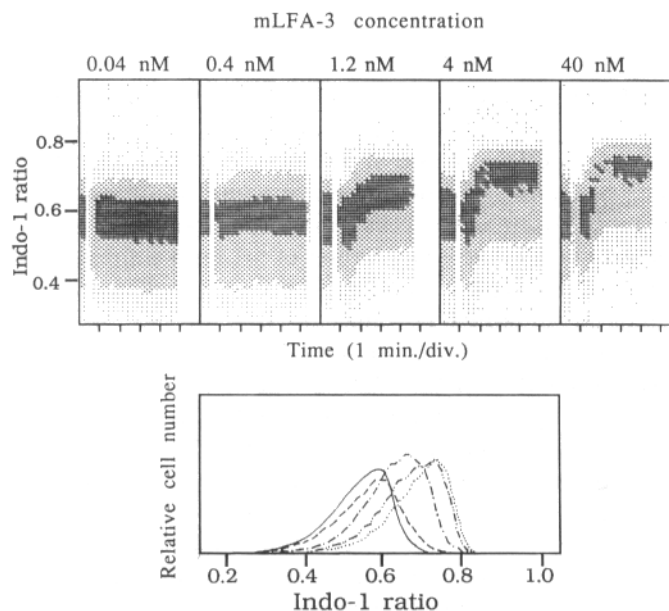 mLFA-3 concentration
0.04 nM 0.4 nM 1.2 nM 4 nM 40 nM
Indo-1 ratio
0.8
0.6
0.4
Time (1 min./div.)
Relative cell number
0.2 0.4 0.6 0.8 1.0
Indo-1 ratio